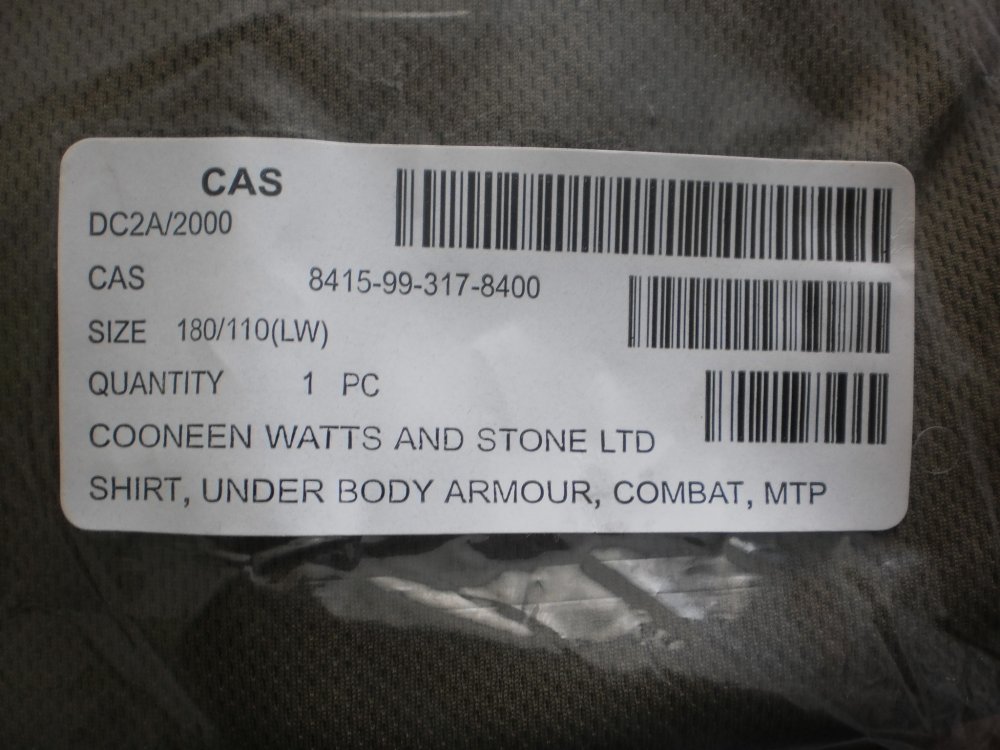 CAS
DC2A/2000
CAS 8415-99-317-8400
SIZE 180/110(LW)
QUANTITY 1 PC
COONEEN WATTS AND STONE LTD
SHIRT, UNDER BODY ARMOUR, COMBAT, MTP